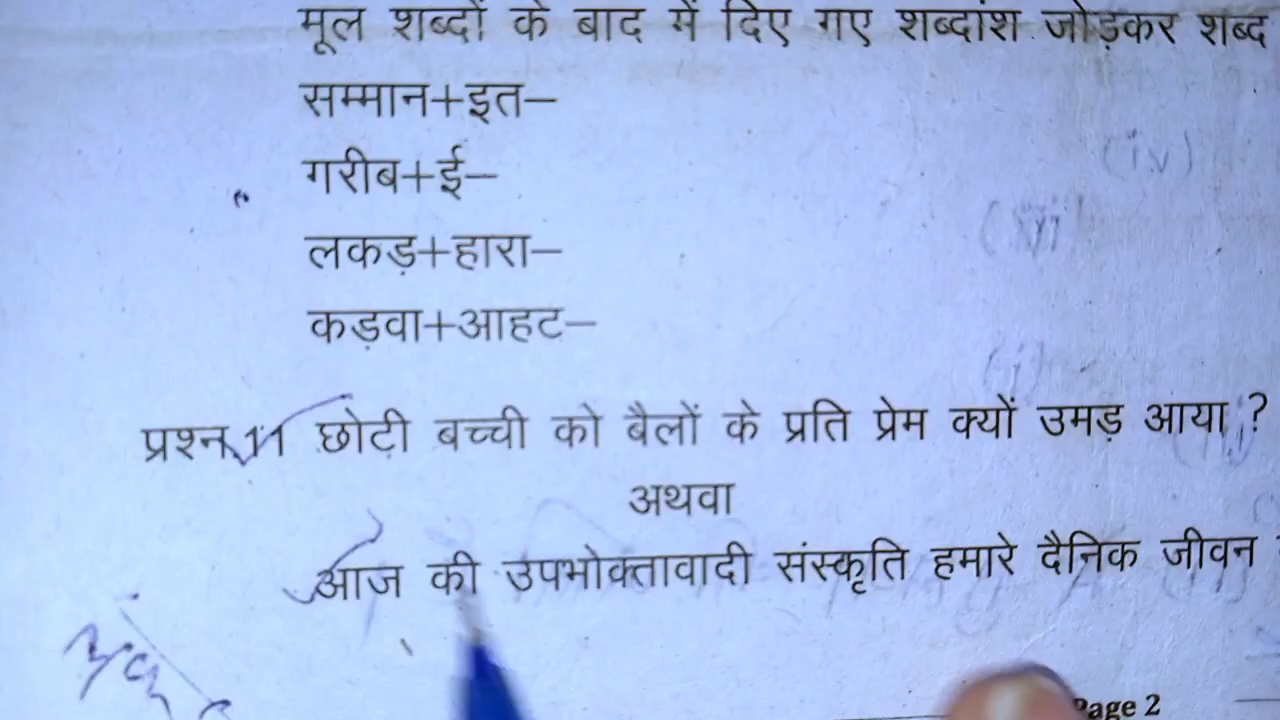 मूल शब्दों के बाद में दिए गए शब्दांश जोड़कर शब्द
सम्मान+इत–
(iv)
गरीब+ई–
लकड़+हारा–
कड़वा+आहट–
(i)
प्रश्न.11 छोटी बच्ची को बैलों के प्रति प्रेम क्यों उमड़ आया ?
अथवा
आज की उपभोक्तावादी संस्कृति हमारे दैनिक जीवन
Page 2